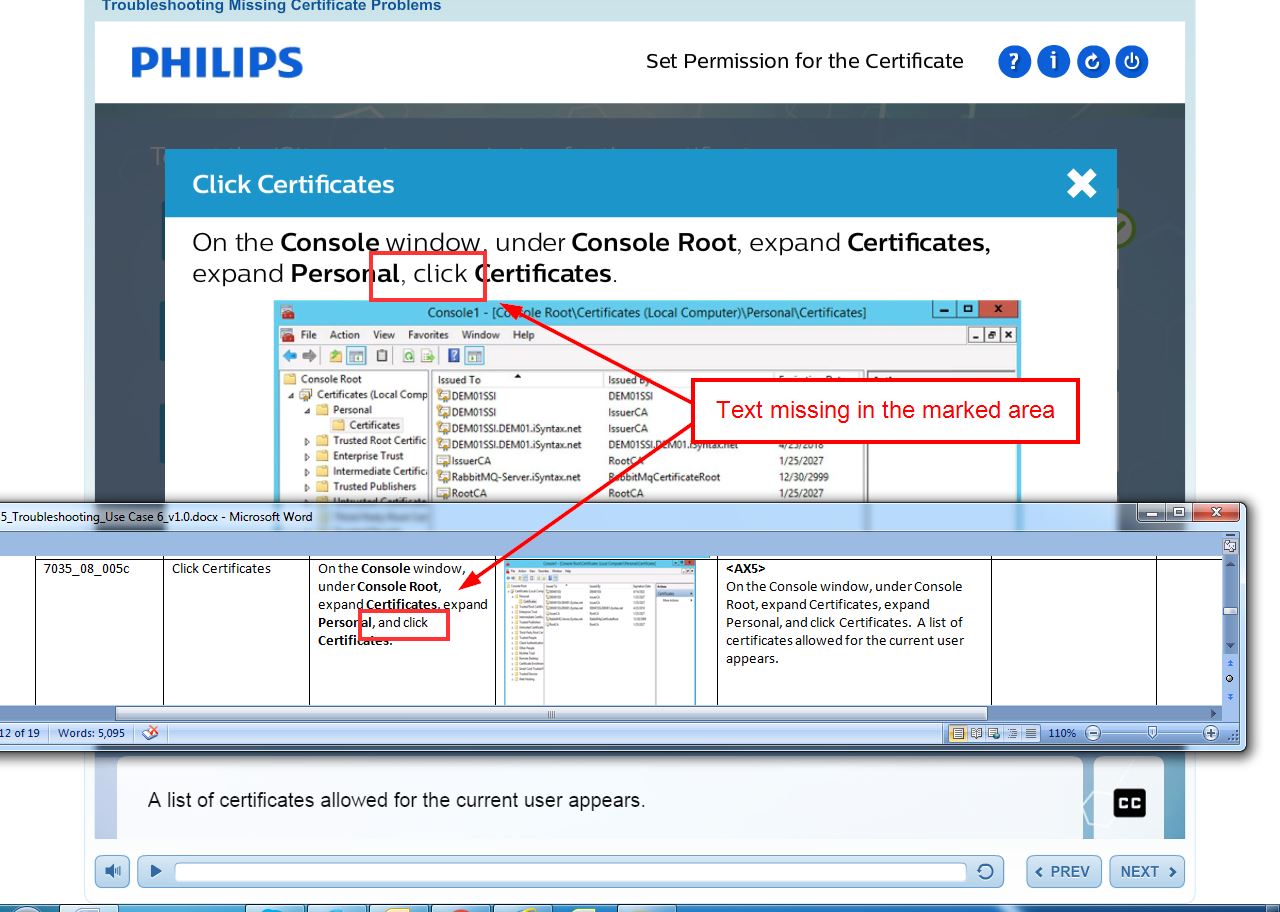 Troubleshooting Missing Certificate Problems
PHILIPS
Set Permission for the Certificate
Click Certificates
On the Console window, under Console Root, expand Certificates,
expand Personal, click Certificates.
Console1 - [Console Root\Certificates (Local Computer)\Personal\Certificates]
File Action View Favorites Window Help
Console Root
Certificates (Local Comp
Personal
Certificates
Trusted Root Certific
Enterprise Trust
Intermediate Certific
Trusted Publishers
Untrusted Certificate
Issued To Issued By
DEM01SSI DEM01SSI
DEM01SSI IssuerCA
DEM01SSI.DEM01.iSyntax.net IssuerCA
DEM01SSI.DEM01.iSyntax.net DEM01SSI.DEM01.iSyntax.net 4/25/2018
IssuerCA RootCA 1/25/2027
RabbitMQ-Server.iSyntax.net RabbitMqCertificateRoot 12/30/2999
RootCA RootCA 1/25/2027
Text missing in the marked area
5_Troubleshooting_Use Case 6_v1.0.docx - Microsoft Word
7035_08_005c
Click Certificates
On the Console window,
under Console Root,
expand Certificates, expand
Personal, and click
Certificates.
<AX5>
On the Console window, under Console
Root, expand Certificates, expand
Personal, and click Certificates. A list of
certificates allowed for the current user
appears.
12 of 19 Words: 5,095 110%
A list of certificates allowed for the current user appears.
CC
PREV NEXT